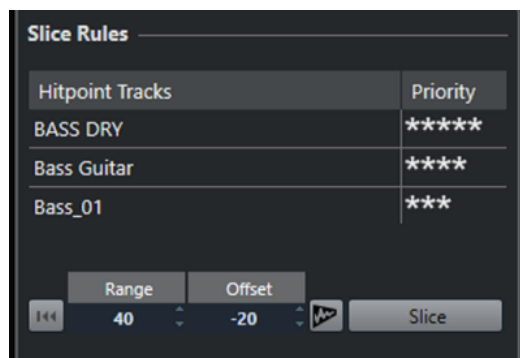 Slice Rules
Hitpoint Tracks Priority
BASS DRY *****
Bass Guitar ****
Bass_01 ***
Range Offset
40 -20 Slice